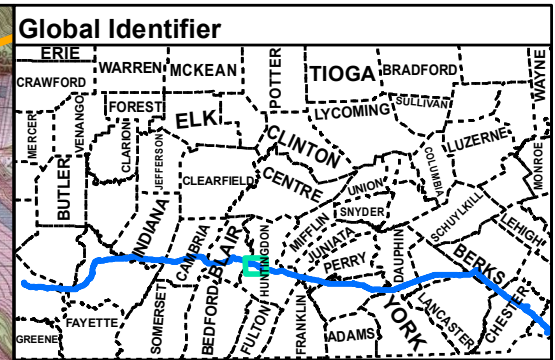 Global Identifier
ERIE
WARREN
MCKEAN
POTTER
TIOGA
BRADFORD
WAYNE
CRAWFORD
FOREST
ELK
LYCOMING
SULLIVAN
MERCER
VENANGO
CLARION
JEFFERSON
CLINTON
COLUMBIA
LUZERNE
MONROE
BUTLER
CLEARFIELD
CENTRE
UNION
SNYDER
SCHUYLKILL
LEHIGH
INDIANA
CAMBRIA
BLAIR
HUNTINGDON
MIFFLIN
JUNIATA
PERRY
DAUPHIN
BERKS
SOMERSET
BEDFORD
FULTON
FRANKLIN
YORK
LANCASTER
CHESTER
FAYETTE
ADAMS
GREENE